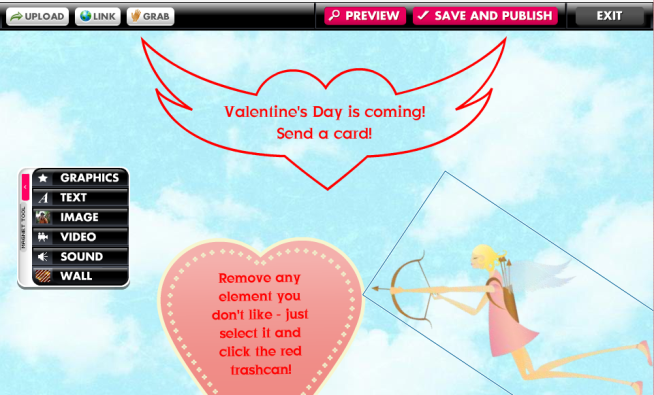 UPLOAD LINK GRAB PREVIEW SAVE AND PUBLISH EXIT
Valentine's Day is coming!
Send a card!
MAGNET TOOL
GRAPHICS
TEXT
IMAGE
VIDEO
SOUND
WALL
Remove any
element you
don't like - just
select it and
click the red
trashcan!